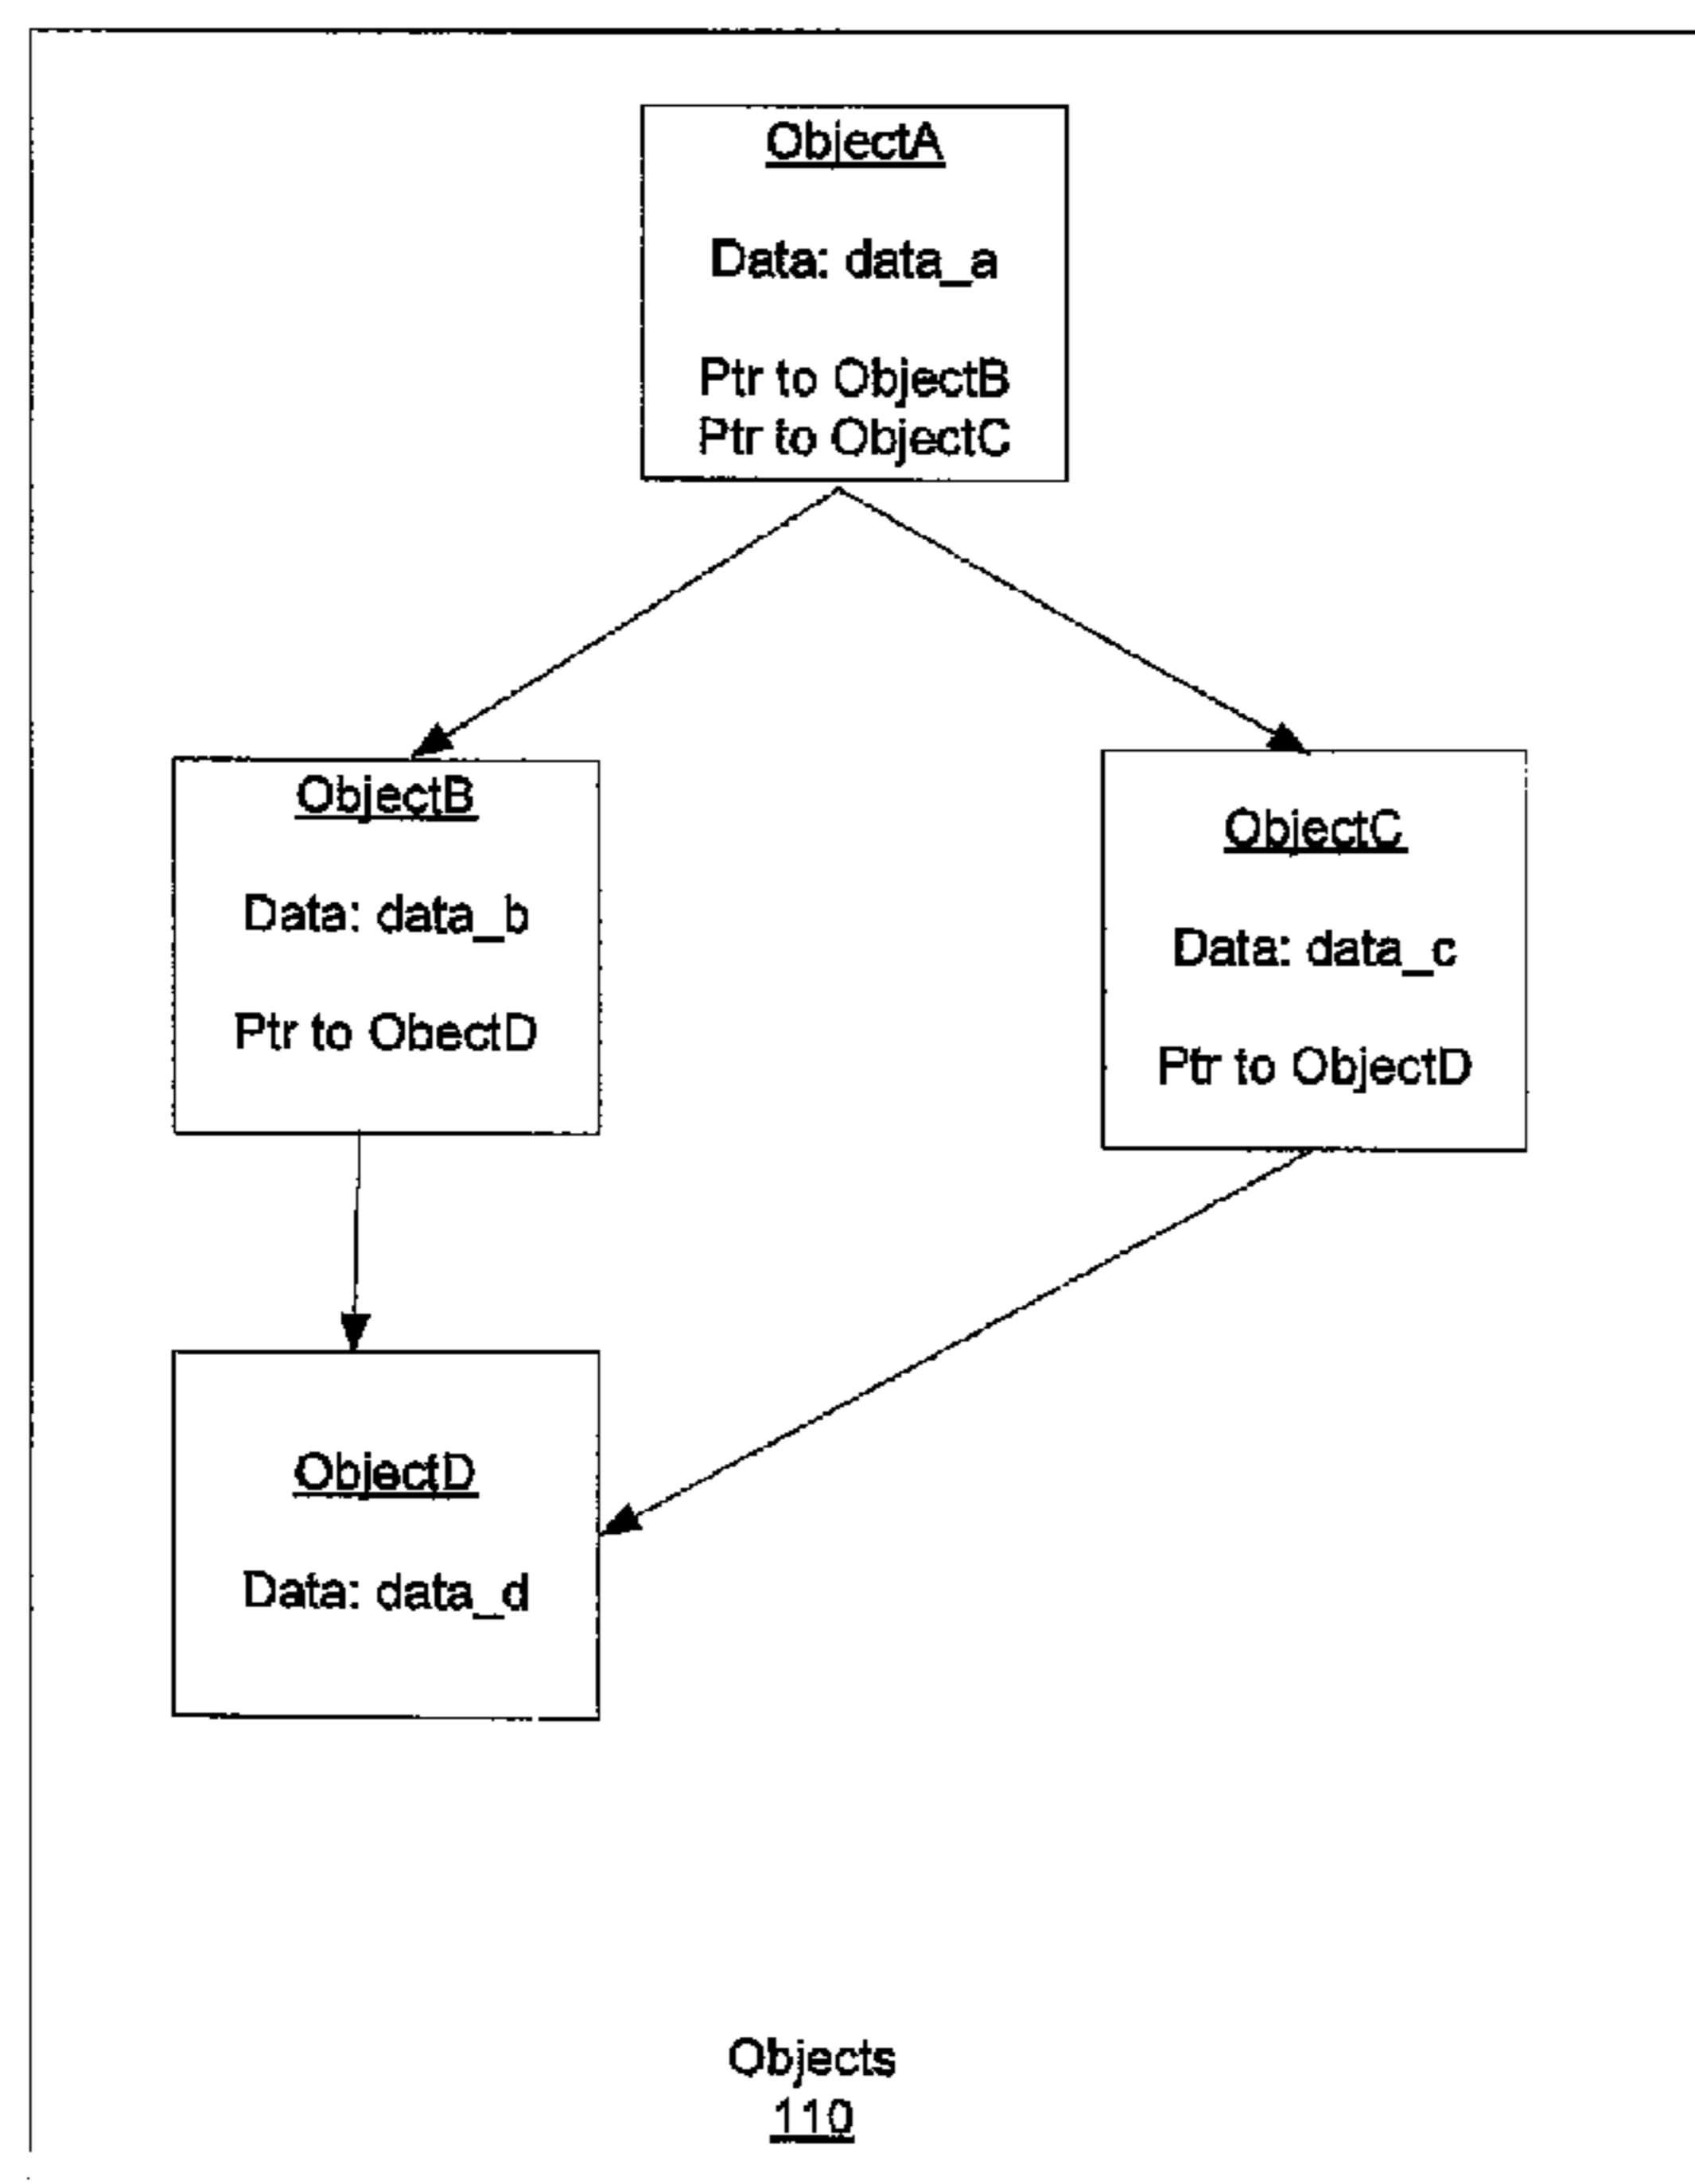 ObjectA
Data: data_a
Ptr to ObjectB
Ptr to ObjectC
ObjectB
Data: data_b
Ptr to ObectD
ObjectC
Data: data_c
Ptr to ObjectD
ObjectD
Data: data_d
Objects
110